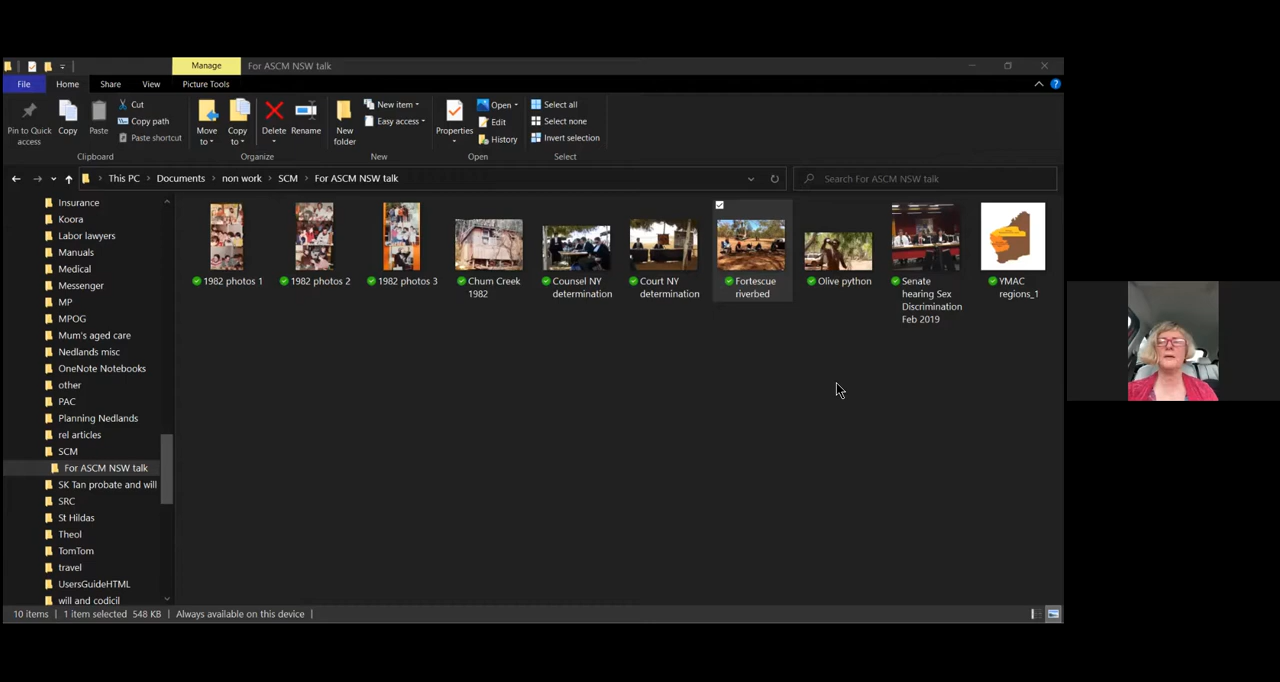 Manage
For ASCM NSW talk
File
Home
Share
View
Picture Tools
Pin to Quick access
Copy
Paste
Cut
Copy path
Paste shortcut
Clipboard
Move to
Copy to
Delete
Rename
Organize
New folder
New item
Easy access
New
Properties
Open
Edit
History
Open
Select all
Select none
Invert selection
Select
This PC > Documents > non work > SCM > For ASCM NSW talk
Search For ASCM NSW talk
Insurance
Koora
Labor lawyers
Manuals
Medical
Messenger
MP
MPOG
Mum's aged care
Nedlands misc
OneNote Notebooks
other
PAC
Planning Nedlands
rel articles
SCM
For ASCM NSW talk
SK Tan probate and will
SRC
St Hildas
Theol
TomTom
travel
UsersGuideHTML
will and codicil
1982 photos 1
1982 photos 2
1982 photos 3
Chum Creek
1982
Counsel NY
determination
Court NY
determination
Fortescue
riverbed
Olive python
Senate
hearing Sex
Discrimination
Feb 2019
YMAC
regions_1
10 items
1 item selected 548 KB
Always available on this device